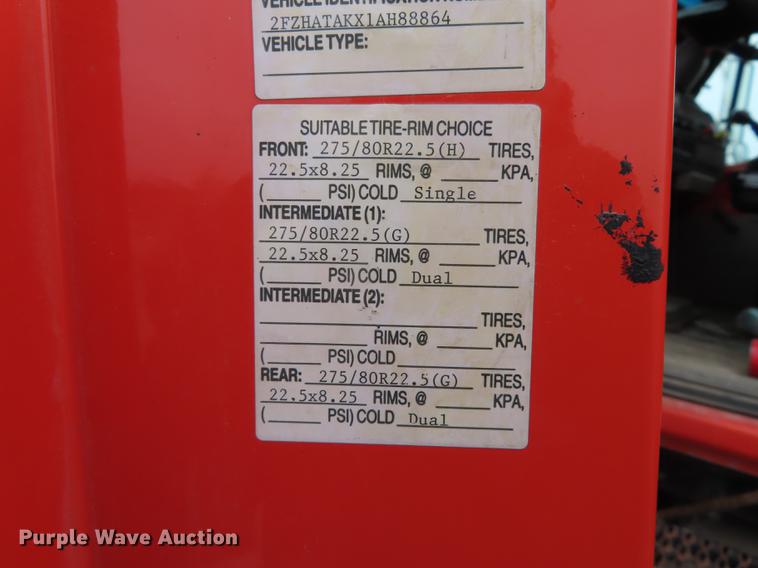 VEHICLE IDENTIFICATION NUMBE
2FZHATAKX1AH88864
VEHICLE TYPE:
SUITABLE TIRE-RIM CHOICE
FRONT: 275/80R22.5(H) TIRES,
22.5x8.25 RIMS, @ KPA,
( PSI) COLD Single
INTERMEDIATE (1):
275/80R22.5(G) TIRES,
22.5x8.25 RIMS, @ KPA,
( PSI) COLD Dual
INTERMEDIATE (2):
TIRES,
RIMS, @ KPA,
( PSI) COLD
REAR: 275/80R22.5(G) TIRES,
22.5x8.25 RIMS, @ KPA,
( PSI) COLD Dual
Purple Wave Auction